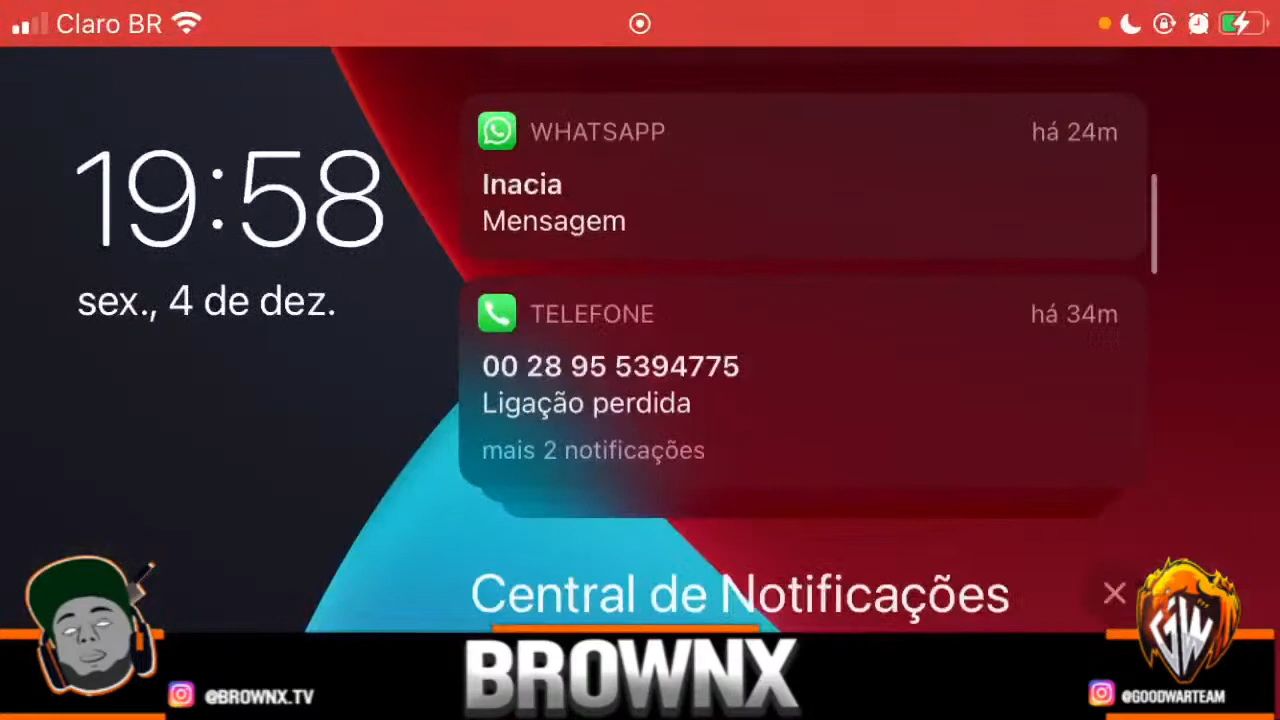 Claro BR
19:58
sex., 4 de dez.
WHATSAPP
há 24m
Inacia
Mensagem
TELEFONE
há 34m
00 28 95 5394775
Ligação perdida
mais 2 notificações
Central de Notificações
@BROWNX.TV
BROWNX
GW
@GOODWARTEAM